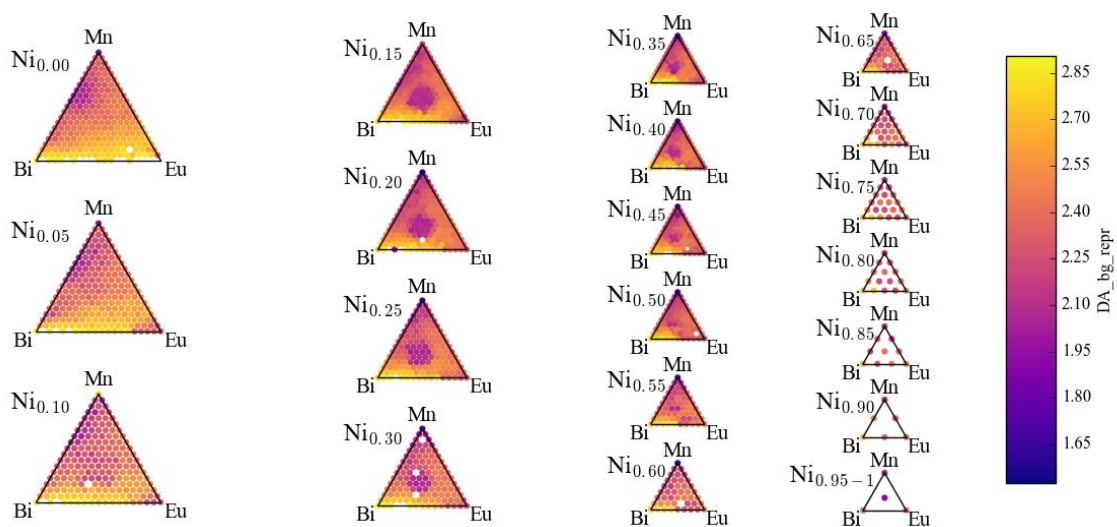 Mn
Ni0.00
Bi
Eu
Mn
Ni0.05
Bi
Eu
Mn
Ni0.10
Bi
Eu
Mn
Ni0.15
Bi
Eu
Mn
Ni0.20
Bi
Eu
Mn
Ni0.25
Bi
Eu
Mn
Ni0.30
Bi
Eu
Mn
Ni0.35
Bi
Eu
Mn
Ni0.40
Bi
Eu
Mn
Ni0.45
Bi
Eu
Mn
Ni0.50
Bi
Eu
Mn
Ni0.55
Bi
Eu
Mn
Ni0.60
Bi
Eu
Mn
Ni0.65
Bi
Eu
Mn
Ni0.70
Bi
Eu
Mn
Ni0.75
Bi
Eu
Mn
Ni0.80
Bi
Eu
Mn
Ni0.85
Bi
Eu
Mn
Ni0.90
Bi
Eu
Mn
Ni0.95−1
Bi
Eu
2.85
2.70
2.55
2.40
2.25
2.10
1.95
1.80
1.65
DA_bg_repr